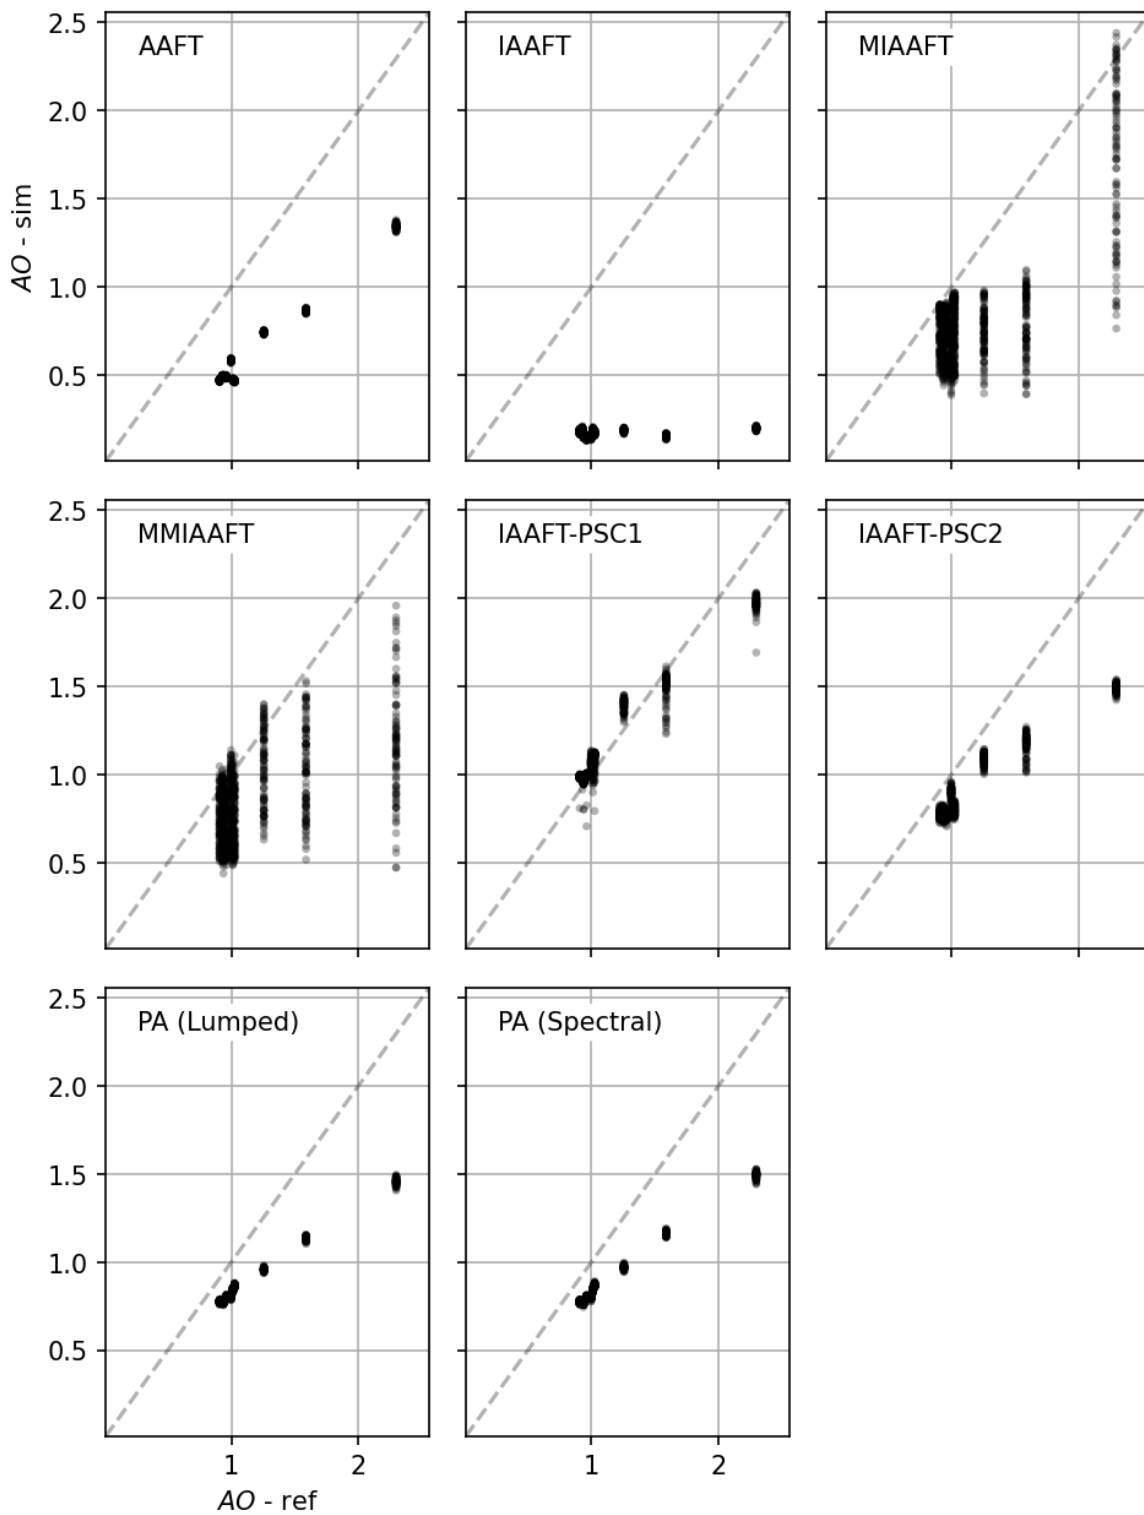 2.5
AAFT
IAAFT
MIAAFT
2.0
1.5
AO - sim
1.0
0.5
2.5
MMIAAFT
IAAFT-PSC1
IAAFT-PSC2
2.0
1.5
1.0
0.5
2.5
PA (Lumped)
PA (Spectral)
2.0
1.5
1.0
0.5
1 2
1 2
AO - ref